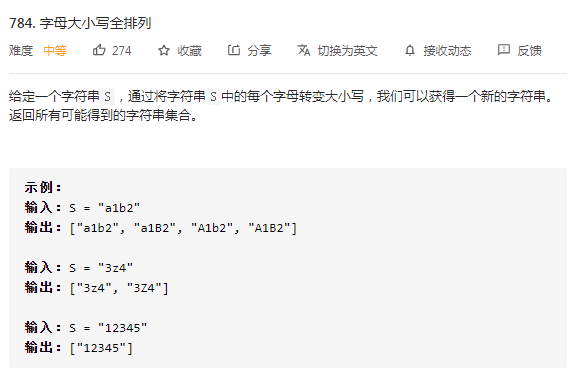 784. 字母大小写全排列
难度 中等 274 收藏 分享 切换为英文 接收动态 反馈
给定一个字符串 S ，通过将字符串 S 中的每个字母转变大小写，我们可以获得一个新的字符串。
返回所有可能得到的字符串集合。
示例：
输入：S = "a1b2"
输出：["a1b2", "a1B2", "A1b2", "A1B2"]
输入：S = "3z4"
输出：["3z4", "3Z4"]
输入：S = "12345"
输出：["12345"]